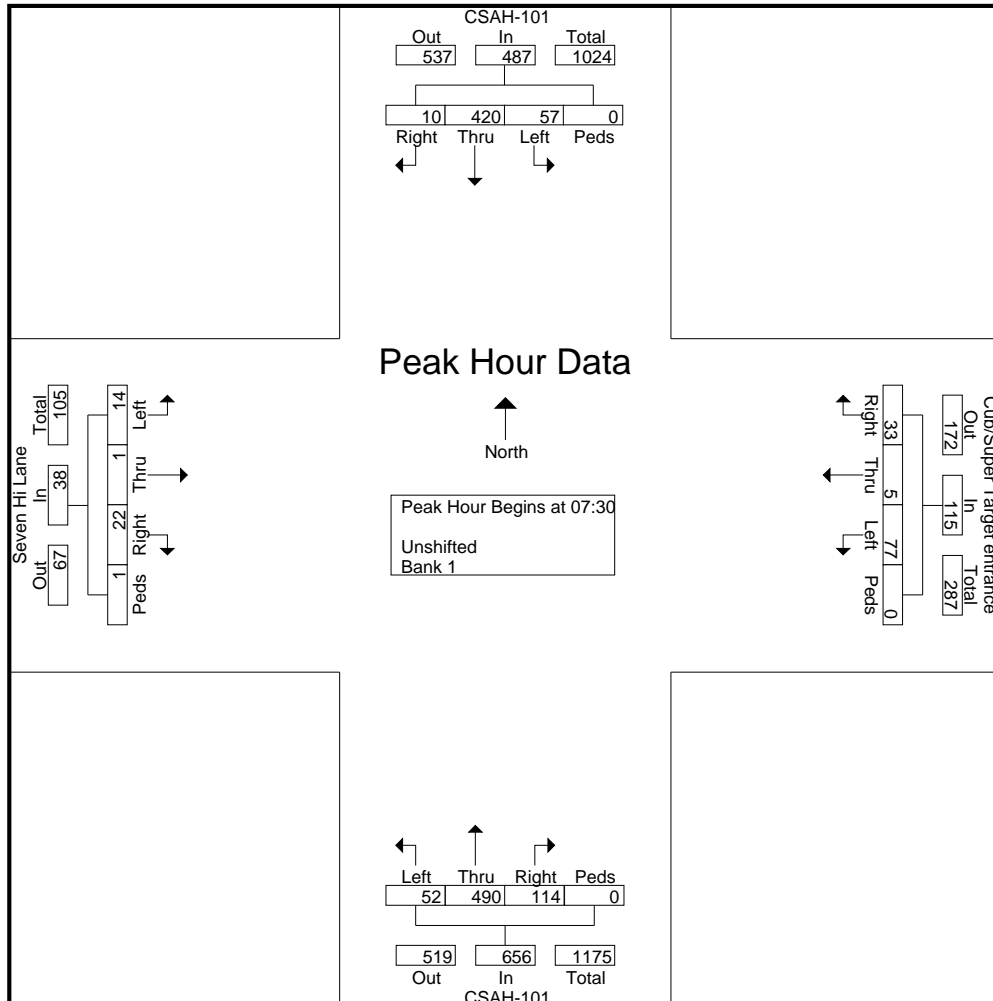 CSAH-101
Out In Total
537 487 1024
10 420 57 0
Right Thru Left Peds
Peak Hour Data
North
Peak Hour Begins at 07:30
Unshifted
Bank 1
Seven Hi Lane
Total In Out
105 38 67
14 1 22 1
Left Thru Right Peds
Cub/Super Target entrance
Out In Total
172 115 287
33 5 77 0
Right Thru Left Peds
Left Thru Right Peds
52 490 114 0
519 656 1175
Out In Total
CSAH-101